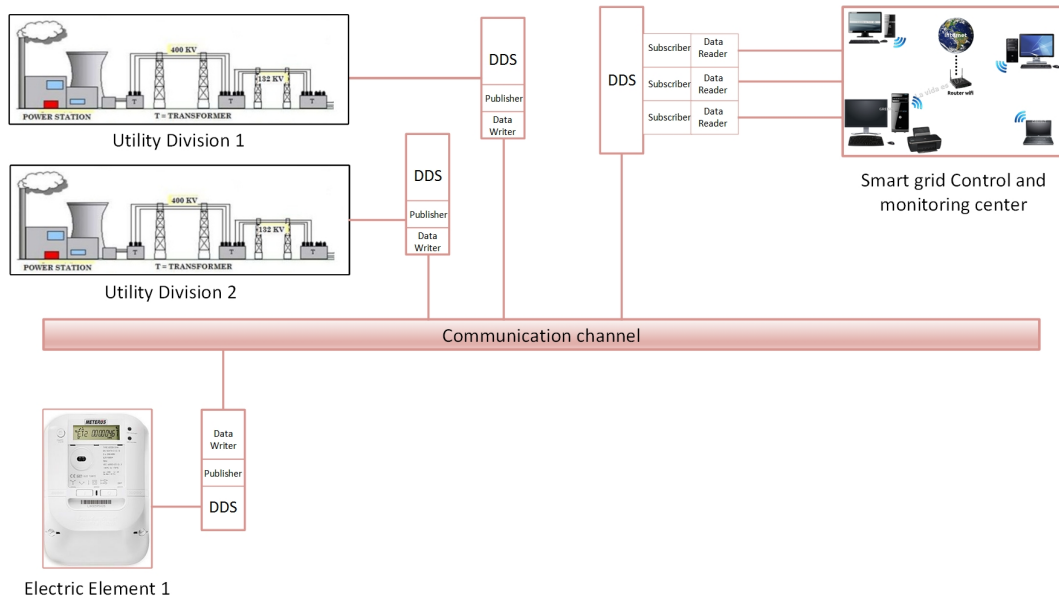 400 KV
132 KV
T
T
T
POWER STATION
T = TRANSFORMER
Utility Division 1
DDS
Publisher
Data
Writer
DDS
Subscriber
Data
Reader
Subscriber
Data
Reader
Subscriber
Data
Reader
Internet
Router wifi
Smart grid Control and
monitoring center
400 KV
132 KV
T
T
T
POWER STATION
T = TRANSFORMER
Utility Division 2
DDS
Publisher
Data
Writer
Communication channel
METERUS
Data
Writer
Publisher
DDS
Electric Element 1